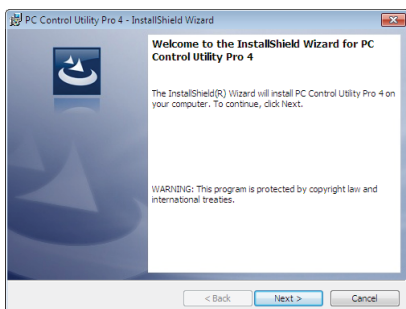 PC Control Utility Pro 4 - InstallShield Wizard
Welcome to the InstallShield Wizard for PC
Control Utility Pro 4
The InstallShield(R) Wizard will install PC Control Utility Pro 4 on
your computer. To continue, click Next.
WARNING: This program is protected by copyright law and
international treaties.
< Back Next > Cancel